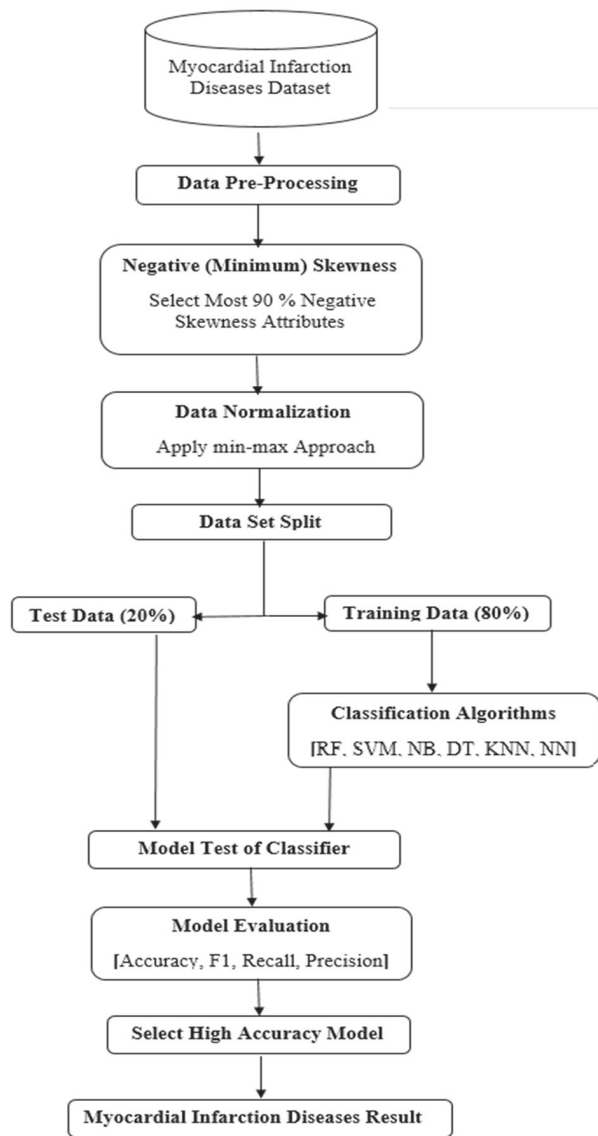 Myocardial Infarction
Diseases Dataset
Data Pre-Processing
Negative (Minimum) Skewness
Select Most 90 % Negative
Skewness Attributes
Data Normalization
Apply min-max Approach
Data Set Split
Test Data (20%)
Training Data (80%)
Classification Algorithms
[RF, SVM, NB, DT, KNN, NN]
Model Test of Classifier
Model Evaluation
[Accuracy, F1, Recall, Precision]
Select High Accuracy Model
Myocardial Infarction Diseases Result